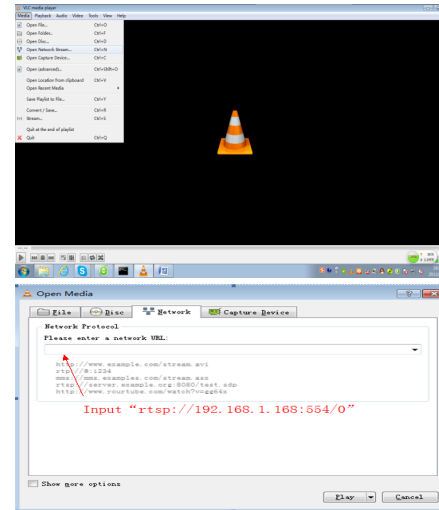 VLC media player
Media Playback Audio Video Tools View Help
Open File... Ctrl+O
Open Folder... Ctrl+F
Open Disc... Ctrl+D
Open Network Stream... Ctrl+N
Open Capture Device... Ctrl+C
Open (advanced)... Ctrl+Shift+O
Open Location from clipboard Ctrl+V
Open Recent Media
Save Playlist to File... Ctrl+Y
Convert / Save... Ctrl+R
Stream... Ctrl+S
Quit at the end of playlist
Quit Ctrl+Q
Open Media
File Disc Network Capture Device
Network Protocol
Please enter a network URL:
http://www.example.com/stream.avi
rtp://@:1234
mms://mms.examples.com/stream.asx
rtsp://server.example.org:8080/test.sdp
http://www.yourtube.com/watch?v=gg64x
Input “rtsp://192.168.1.168:554/0”
Show more options
Play Cancel